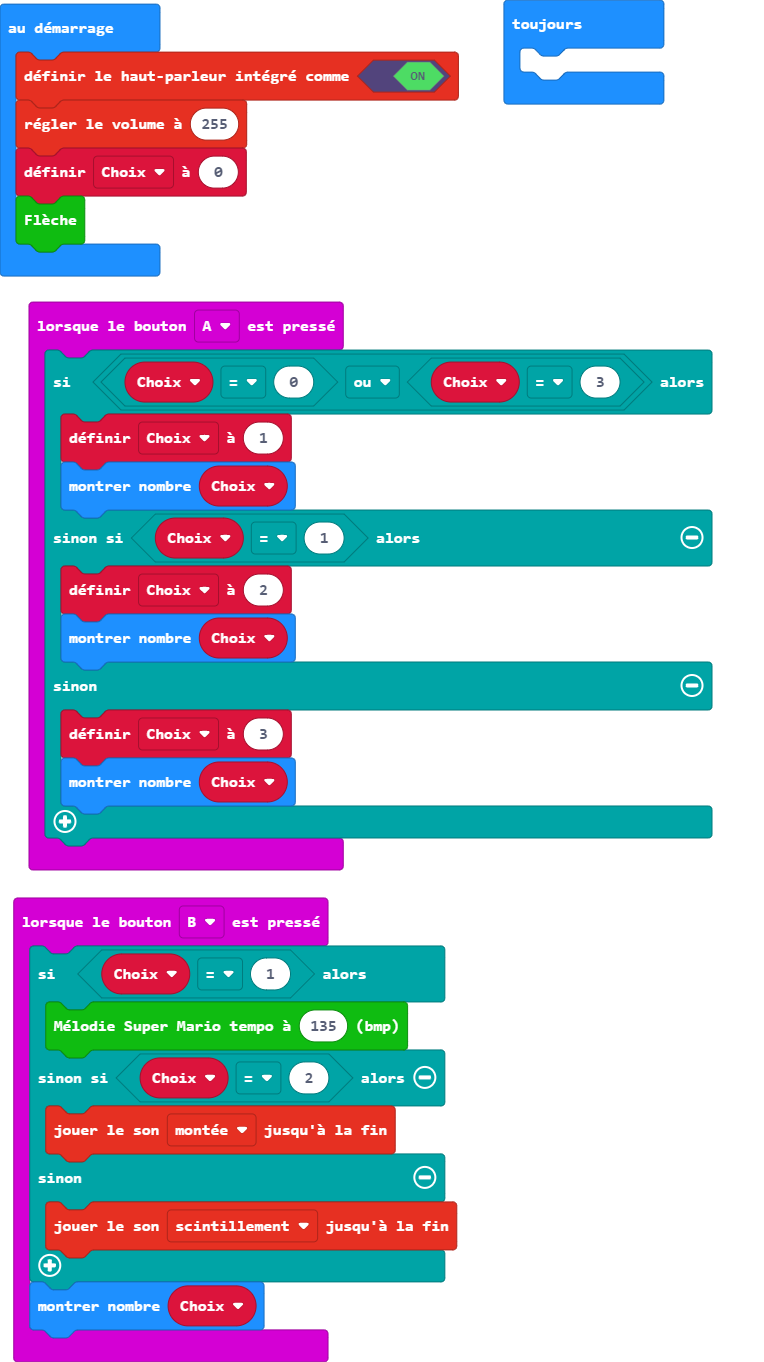 au démarrage
définir le haut-parleur intégré comme ON
régler le volume à 255
définir Choix à 0
Flèche
toujours
lorsque le bouton A est pressé
si Choix = 0 ou Choix = 3 alors
définir Choix à 1
montrer nombre Choix
sinon si Choix = 1 alors
définir Choix à 2
montrer nombre Choix
sinon
définir Choix à 3
montrer nombre Choix
lorsque le bouton B est pressé
si Choix = 1 alors
Mélodie Super Mario tempo à 135 (bmp)
sinon si Choix = 2 alors
jouer le son montée jusqu'à la fin
sinon
jouer le son scintillement jusqu'à la fin
montrer nombre Choix